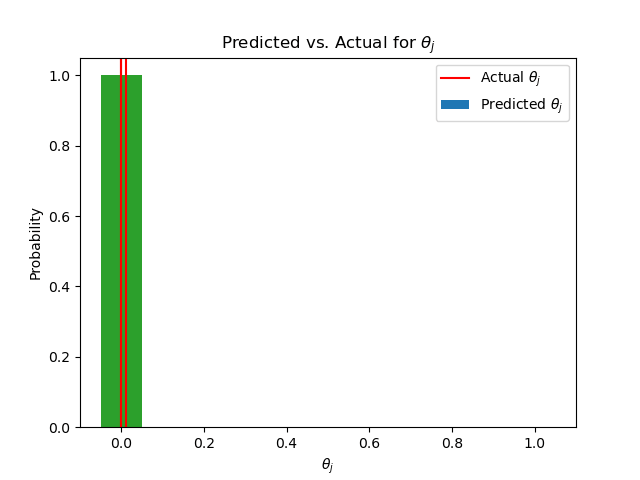 Predicted vs. Actual for θj
Actual θj
Predicted θj
Probability
1.0
0.8
0.6
0.4
0.2
0.0
0.0 0.2 0.4 0.6 0.8 1.0
θj